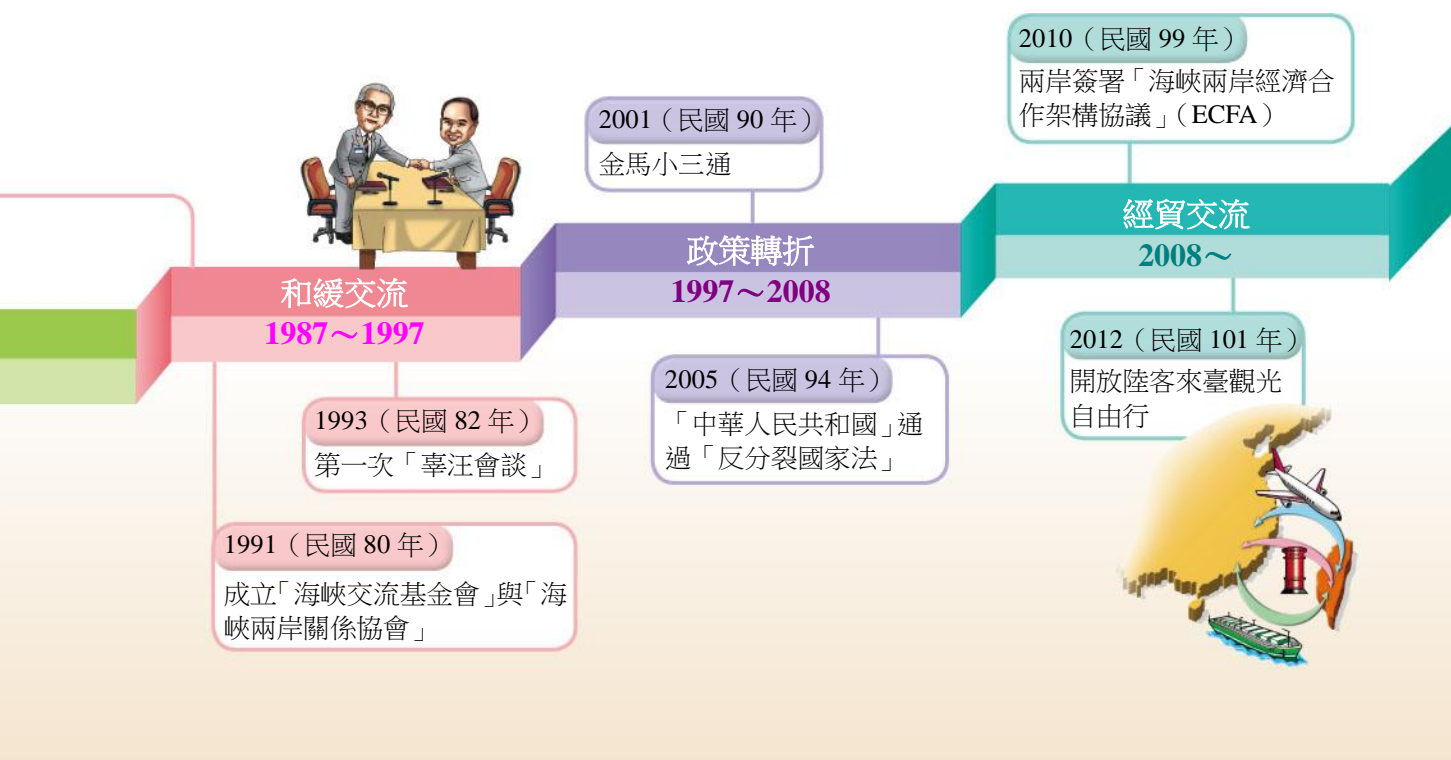 和緩交流
1987～1997
1993（民國 82 年）
第一次「辜汪會談」
1991（民國 80 年）
成立「海峽交流基金會」與「海
峽兩岸關係協會」
2001（民國 90 年）
金馬小三通
政策轉折
1997～2008
2005（民國 94 年）
「中華人民共和國」通
過「反分裂國家法」
2010（民國 99 年）
兩岸簽署「海峽兩岸經濟合
作架構協議」（ECFA）
經貿交流
2008～
2012（民國 101 年）
開放陸客來臺觀光
自由行